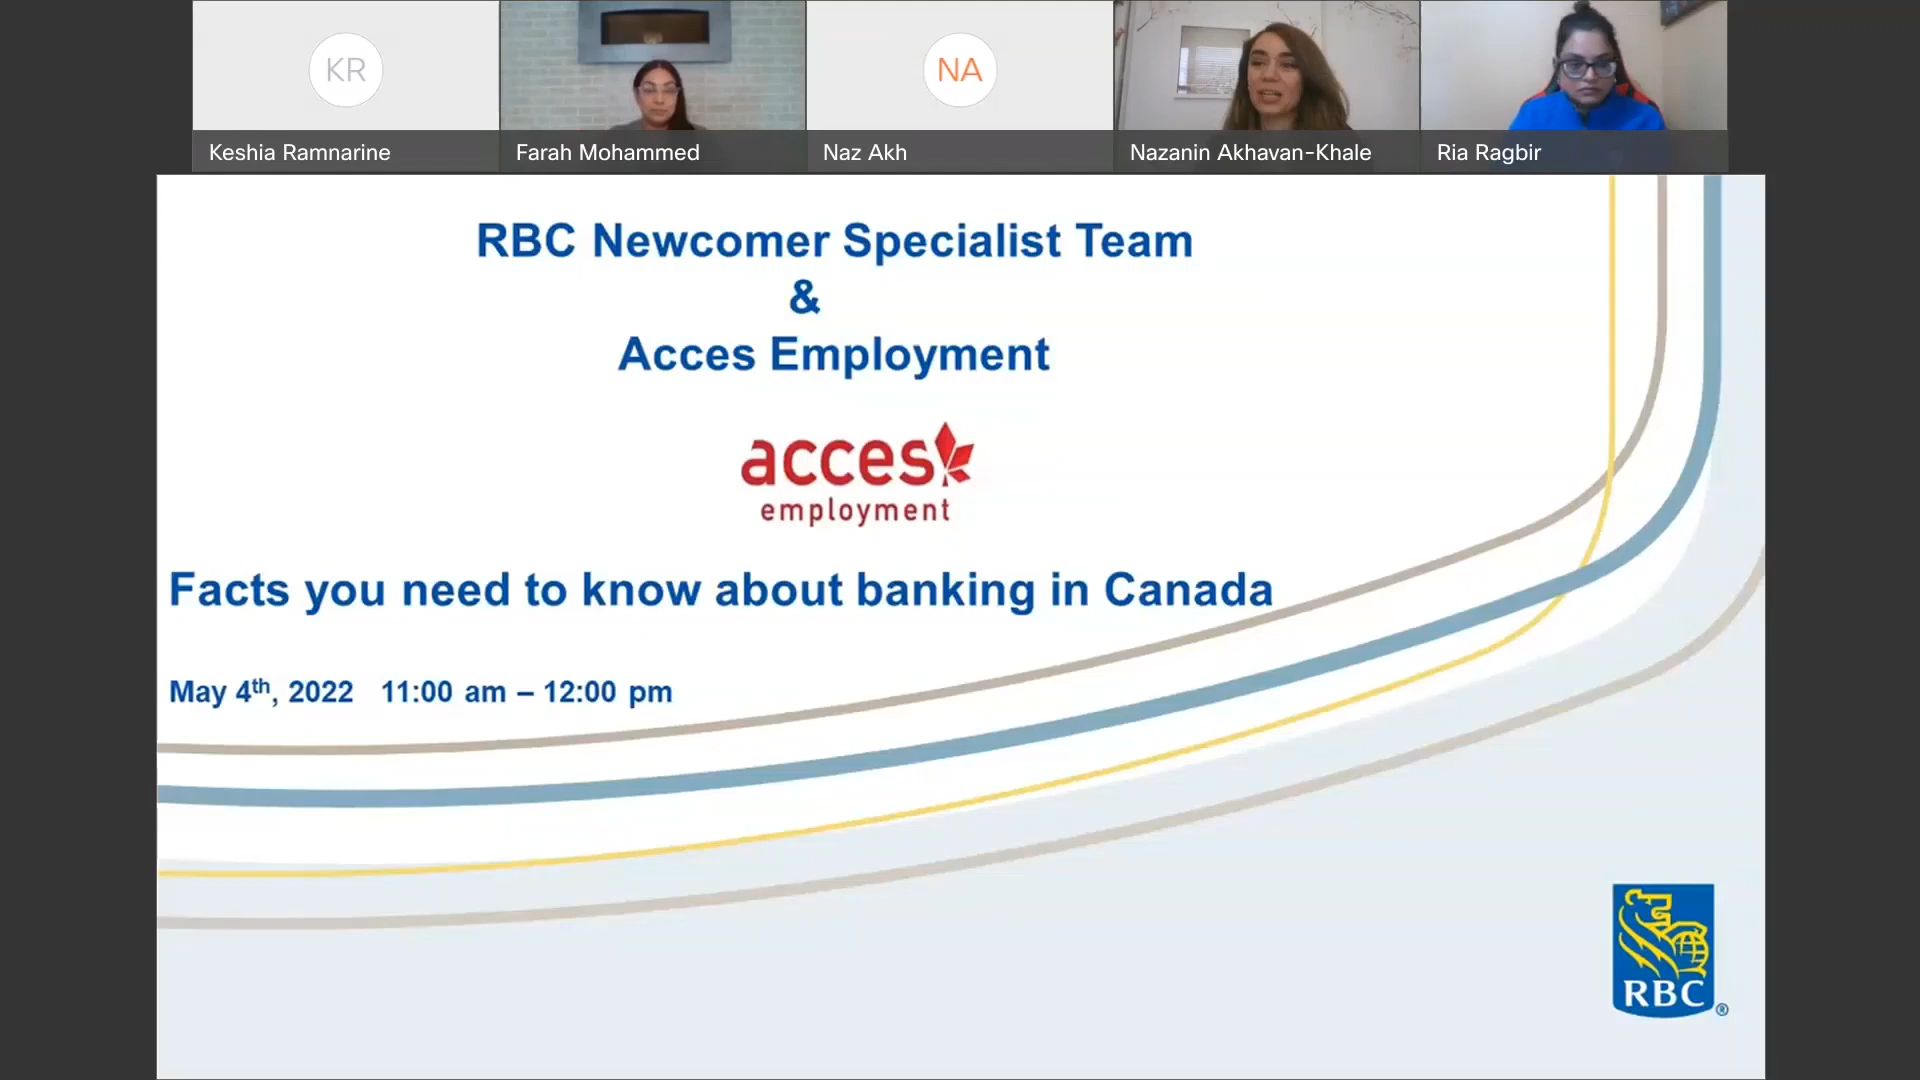 KR
Keshia Ramnarine
Farah Mohammed
NA
Naz Akh
Nazanin Akhavan-Khale
Ria Ragbir
RBC Newcomer Specialist Team
&
Acces Employment
acces
employment
Facts you need to know about banking in Canada
May 4th, 2022 11:00 am – 12:00 pm
RBC
®